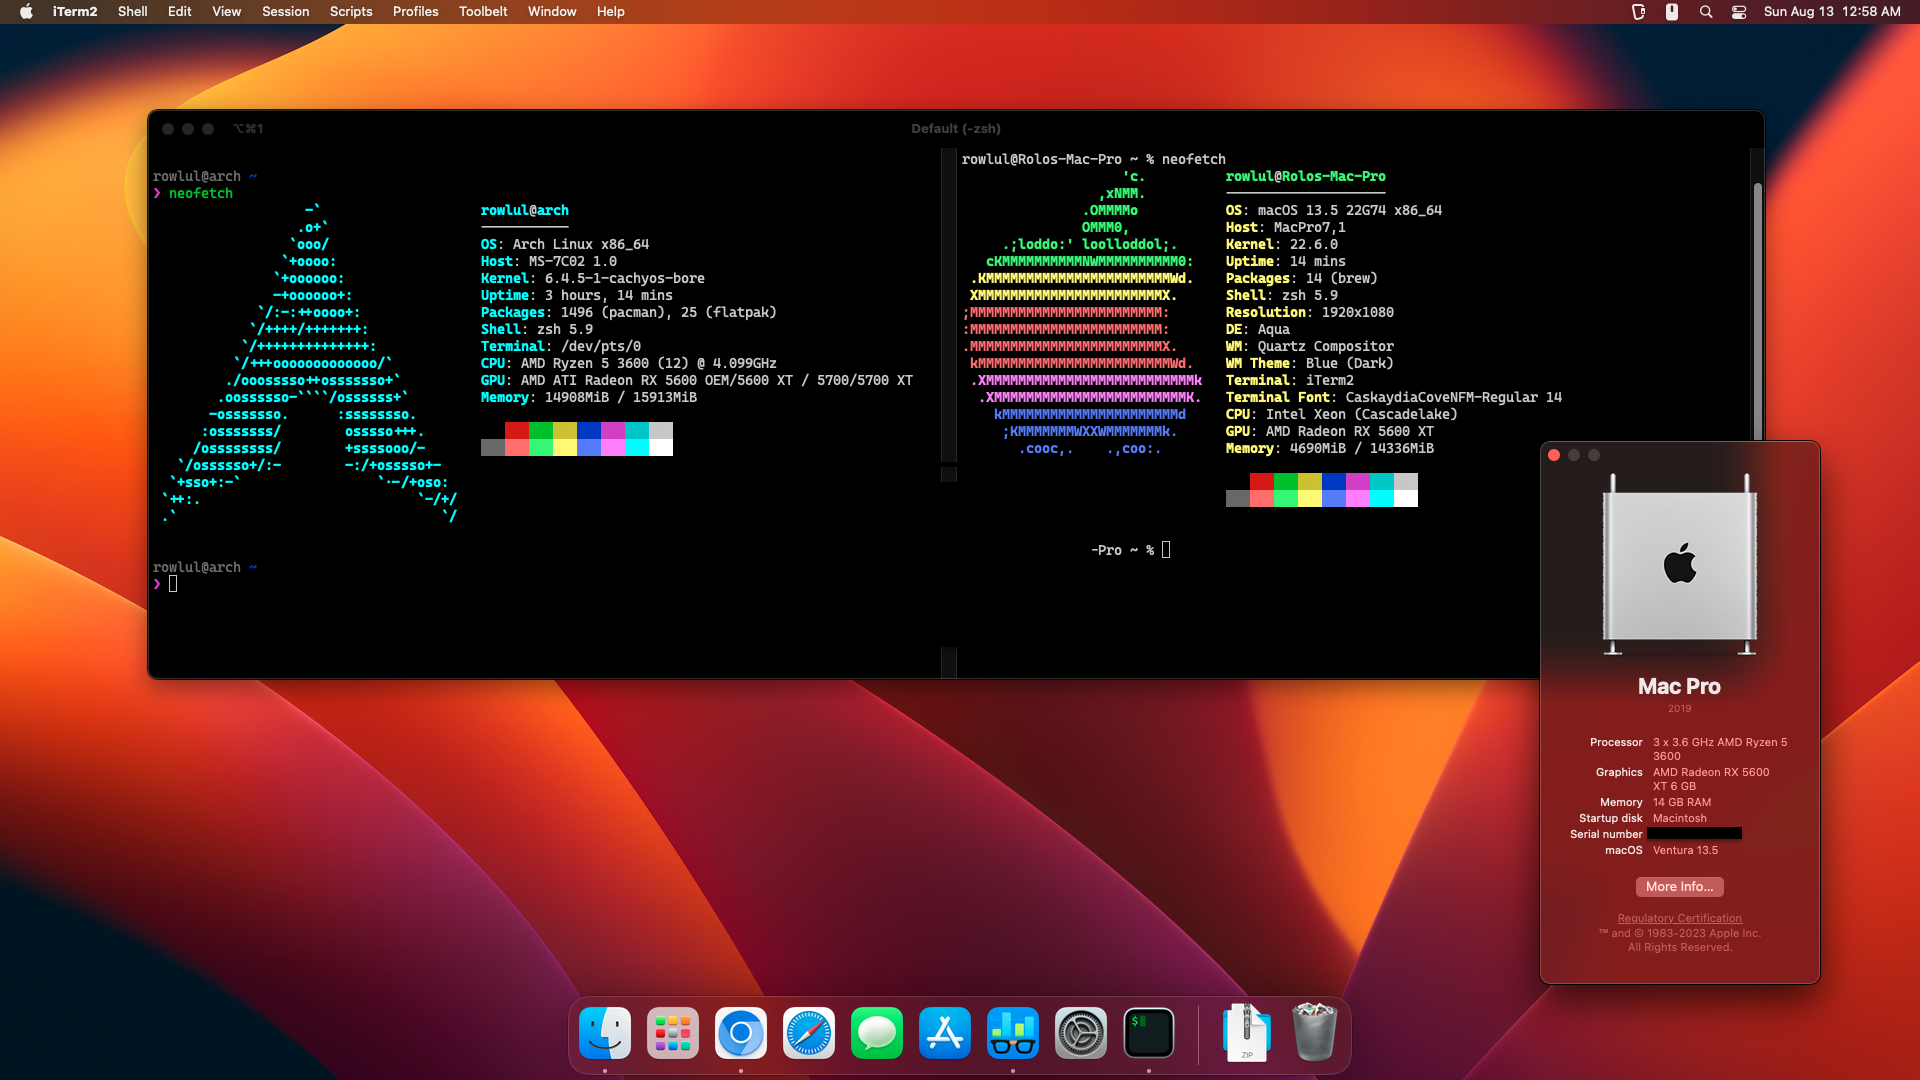 iTerm2 Shell Edit View Session Scripts Profiles Toolbelt Window Help Sun Aug 13 12:58 AM
⌥⌘1 Default (-zsh)
rowlul@arch ~
❯ neofetch
rowlul@arch
OS: Arch Linux x86_64
Host: MS-7C02 1.0
Kernel: 6.4.5-1-cachyos-bore
Uptime: 3 hours, 14 mins
Packages: 1496 (pacman), 25 (flatpak)
Shell: zsh 5.9
Terminal: /dev/pts/0
CPU: AMD Ryzen 5 3600 (12) @ 4.099GHz
GPU: AMD ATI Radeon RX 5600 OEM/5600 XT / 5700/5700 XT
Memory: 14908MiB / 15913MiB
rowlul@arch ~
❯
rowlul@Rolos-Mac-Pro ~ % neofetch
rowlul@Rolos-Mac-Pro
OS: macOS 13.5 22G74 x86_64
Host: MacPro7,1
Kernel: 22.6.0
Uptime: 14 mins
Packages: 14 (brew)
Shell: zsh 5.9
Resolution: 1920x1080
DE: Aqua
WM: Quartz Compositor
WM Theme: Blue (Dark)
Terminal: iTerm2
Terminal Font: CaskaydiaCoveNFM-Regular 14
CPU: Intel Xeon (Cascadelake)
GPU: AMD Radeon RX 5600 XT
Memory: 4690MiB / 14336MiB
-Pro ~ %
Mac Pro
2019
Processor 3 x 3.6 GHz AMD Ryzen 5
3600
Graphics AMD Radeon RX 5600
XT 6 GB
Memory 14 GB RAM
Startup disk Macintosh
Serial number
macOS Ventura 13.5
More Info...
Regulatory Certification
™ and © 1983-2023 Apple Inc.
All Rights Reserved.
$
ZIP